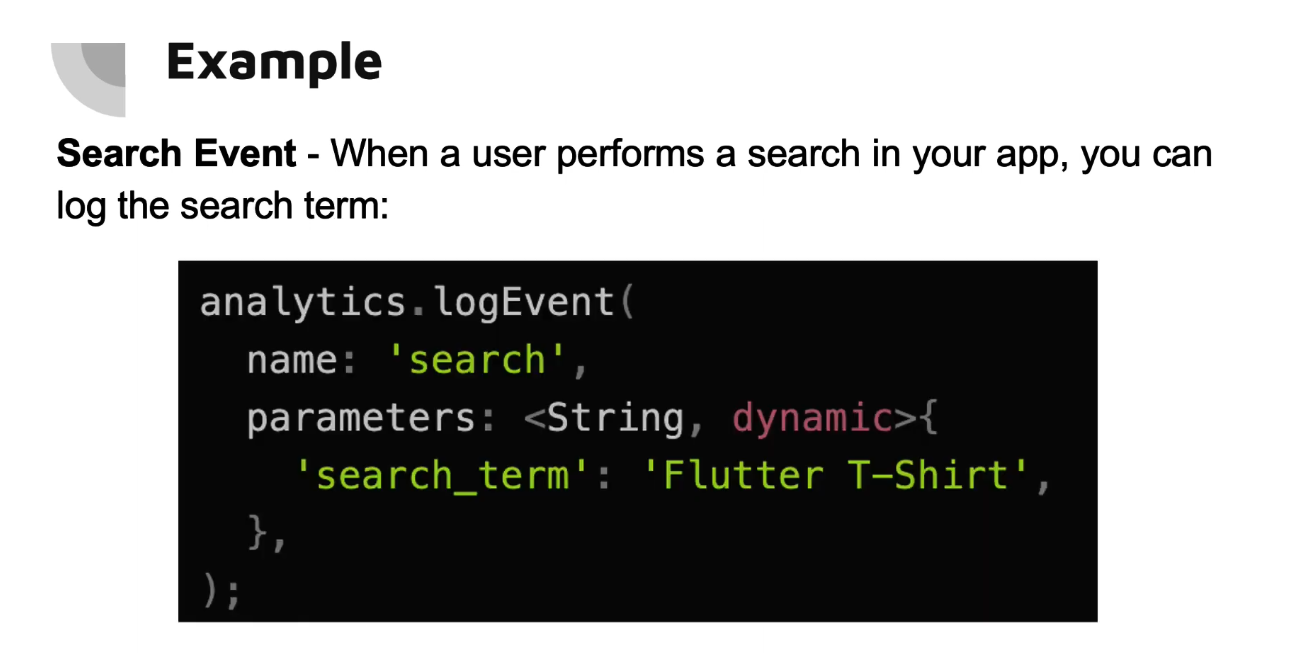 Example
Search Event - When a user performs a search in your app, you can
log the search term:
analytics.logEvent(
  name: 'search',
  parameters: <String, dynamic>{
    'search_term': 'Flutter T-Shirt',
  },
);